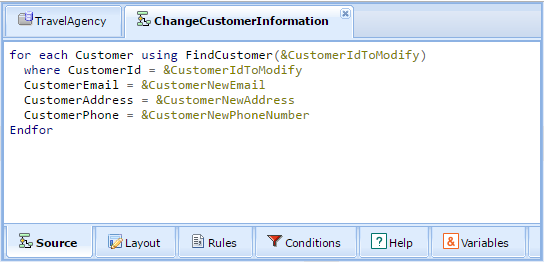 TravelAgency
ChangeCustomerInformation
for each Customer using FindCustomer(&CustomerIdToModify)
where CustomerId = &CustomerIdToModify
CustomerEmail = &CustomerNewEmail
CustomerAddress = &CustomerNewAddress
CustomerPhone = &CustomerNewPhoneNumber
Endfor
Source
Layout
Rules
Conditions
? Help
& Variables